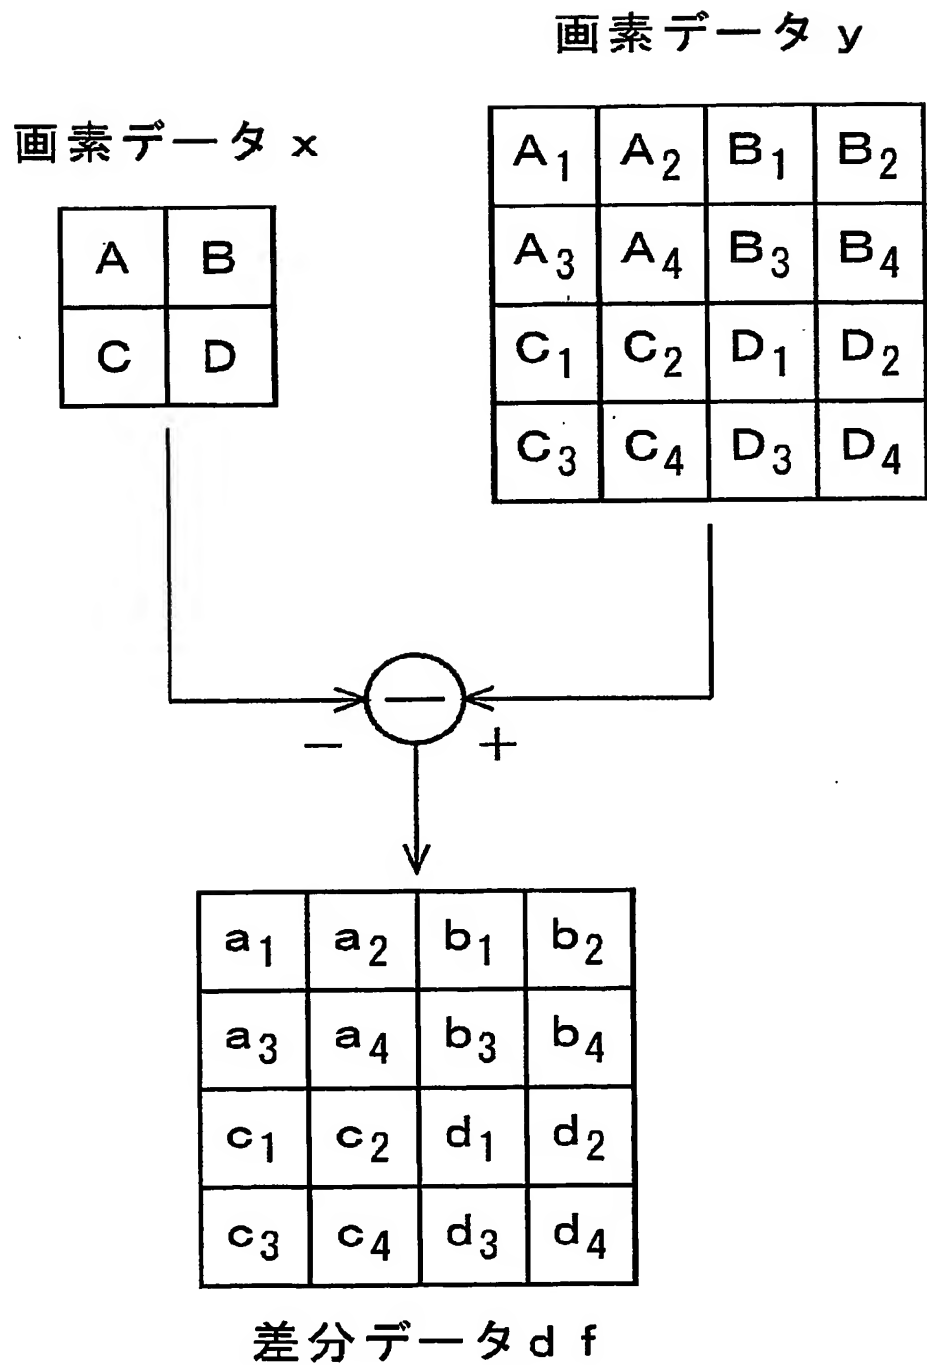 画素データ y
画素データ x
A₁ A₂ B₁ B₂
A₃ A₄ B₃ B₄
C₁ C₂ D₁ D₂
C₃ C₄ D₃ D₄
A B
C D
− − +
a₁ a₂ b₁ b₂
a₃ a₄ b₃ b₄
c₁ c₂ d₁ d₂
c₃ c₄ d₃ d₄
差分データdf